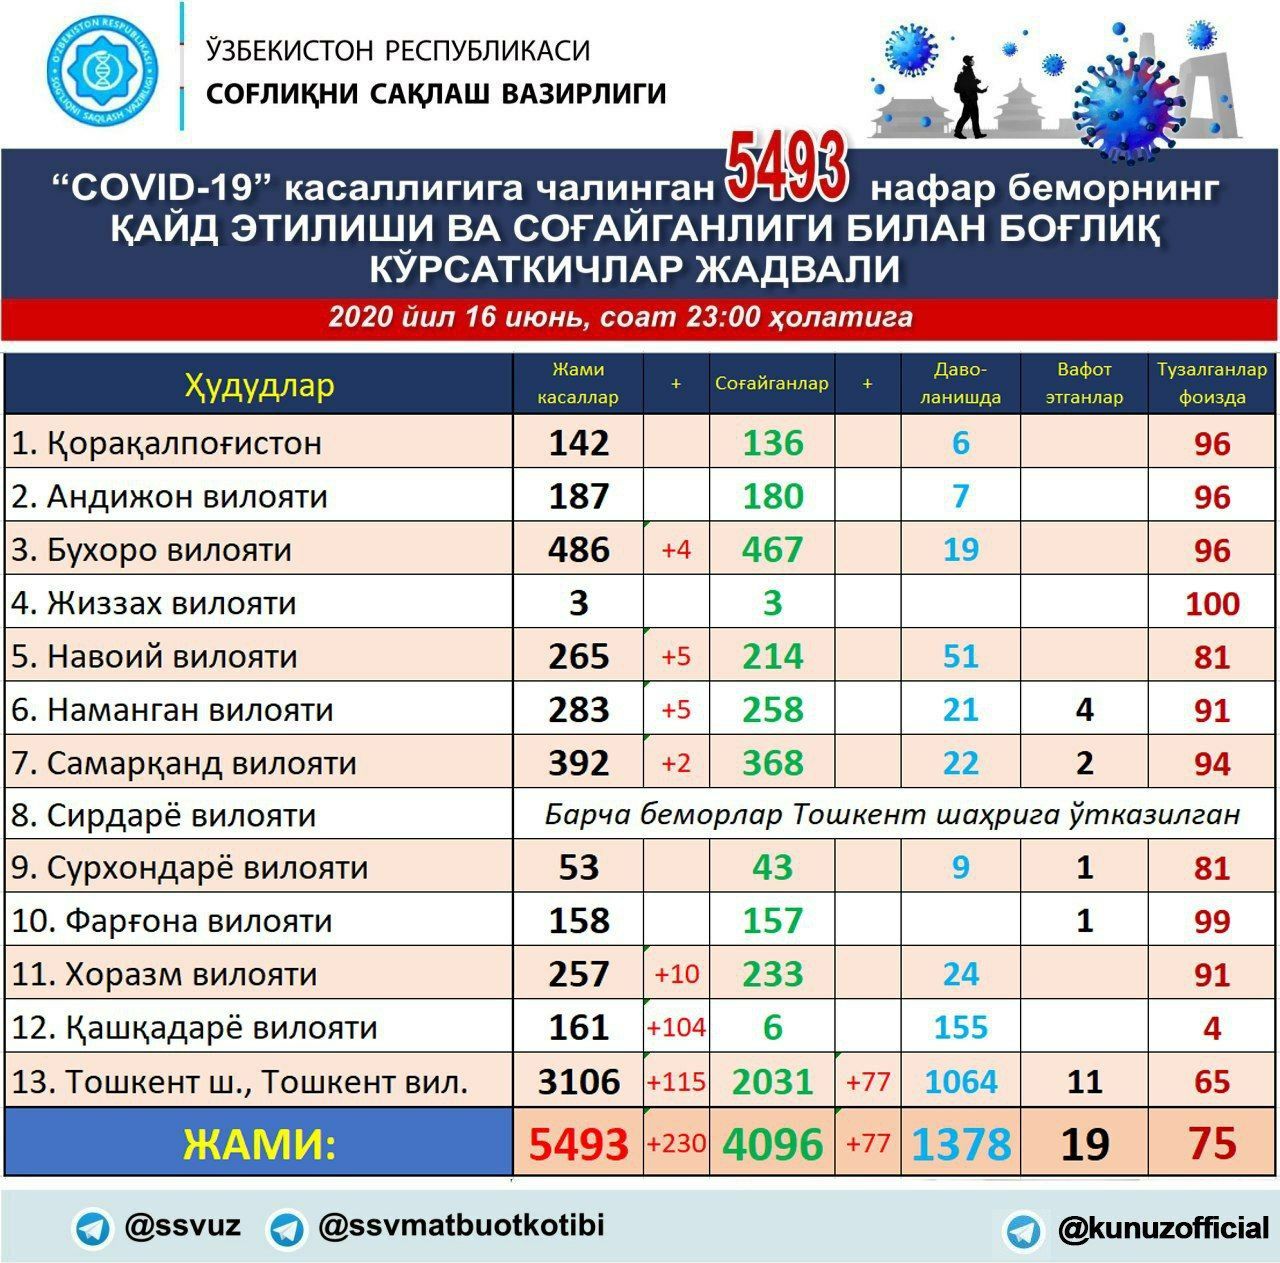 O'ZBEKISTON RESPUBLIKASI
SOG'LIQNI SAQLASH VAZIRLIGI
ЎЗБЕКИСТОН РЕСПУБЛИКАСИ
СОҒЛИҚНИ САҚЛАШ ВАЗИРЛИГИ
“COVID-19” касаллигига чалинган 5493 нафар беморнинг
ҚАЙД ЭТИЛИШИ ВА СОҒАЙГАНЛИГИ БИЛАН БОҒЛИҚ
КЎРСАТКИЧЛАР ЖАДВАЛИ
2020 йил 16 июнь, соат 23:00 ҳолатига
Ҳудудлар Жами касаллар + Соғайганлар + Даво-ланишда Вафот этганлар Тузалганлар фоизда
1. Қорақалпоғистон 142 136 6 96
2. Андижон вилояти 187 180 7 96
3. Бухоро вилояти 486 +4 467 19 96
4. Жиззах вилояти 3 3 100
5. Навоий вилояти 265 +5 214 51 81
6. Наманган вилояти 283 +5 258 21 4 91
7. Самарқанд вилояти 392 +2 368 22 2 94
8. Сирдарё вилояти Барча беморлар Тошкент шаҳрига ўтказилган
9. Сурхондарё вилояти 53 43 9 1 81
10. Фарғона вилояти 158 157 1 99
11. Хоразм вилояти 257 +10 233 24 91
12. Қашқадарё вилояти 161 +104 6 155 4
13. Тошкент ш., Тошкент вил. 3106 +115 2031 +77 1064 11 65
ЖАМИ: 5493 +230 4096 +77 1378 19 75
@ssvuz @ssvmatbuotkotibi @kunuzofficial